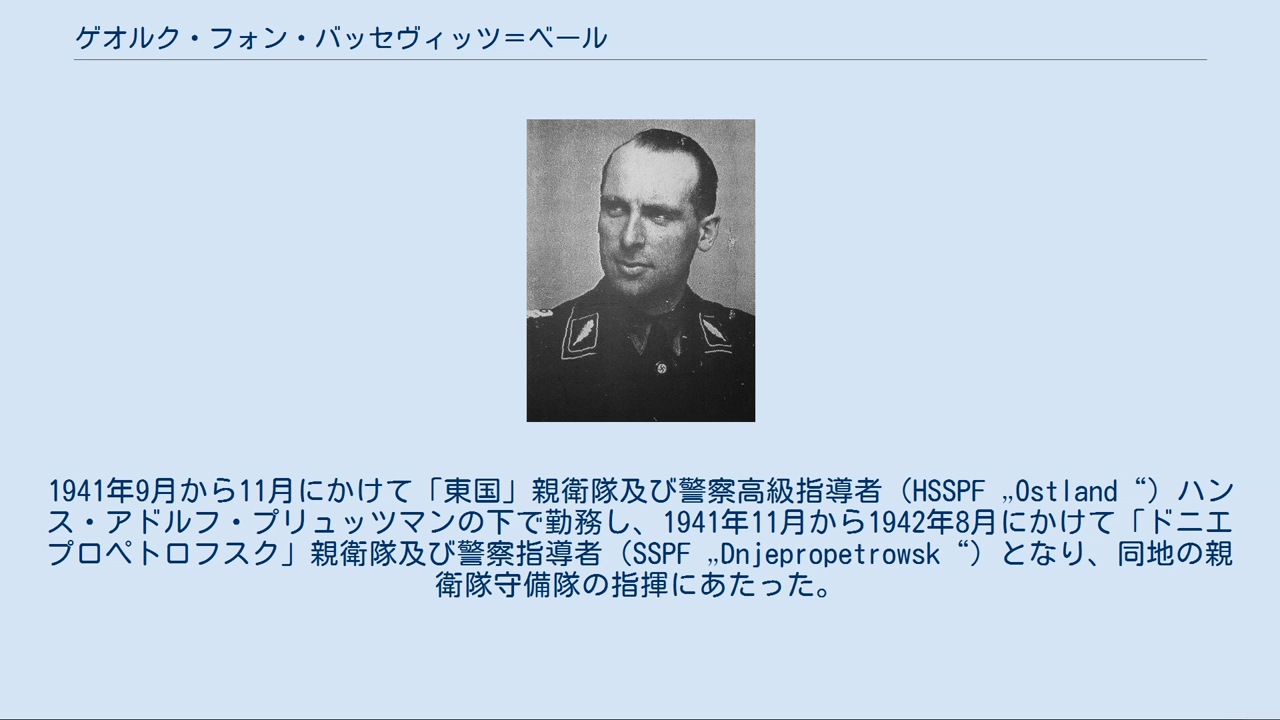 ゲオルク・フォン・バッセヴィッツ＝ベール
1941年9月から11月にかけて「東国」親衛隊及び警察高級指導者（HSSPF „Ostland “）ハン
ス・アドルフ・プリュッツマンの下で勤務し、1941年11月から1942年8月にかけて「ドニエ
プロペトロフスク」親衛隊及び警察指導者（SSPF „Dnjepropetrowsk “）となり、同地の親
衛隊守備隊の指揮にあたった。